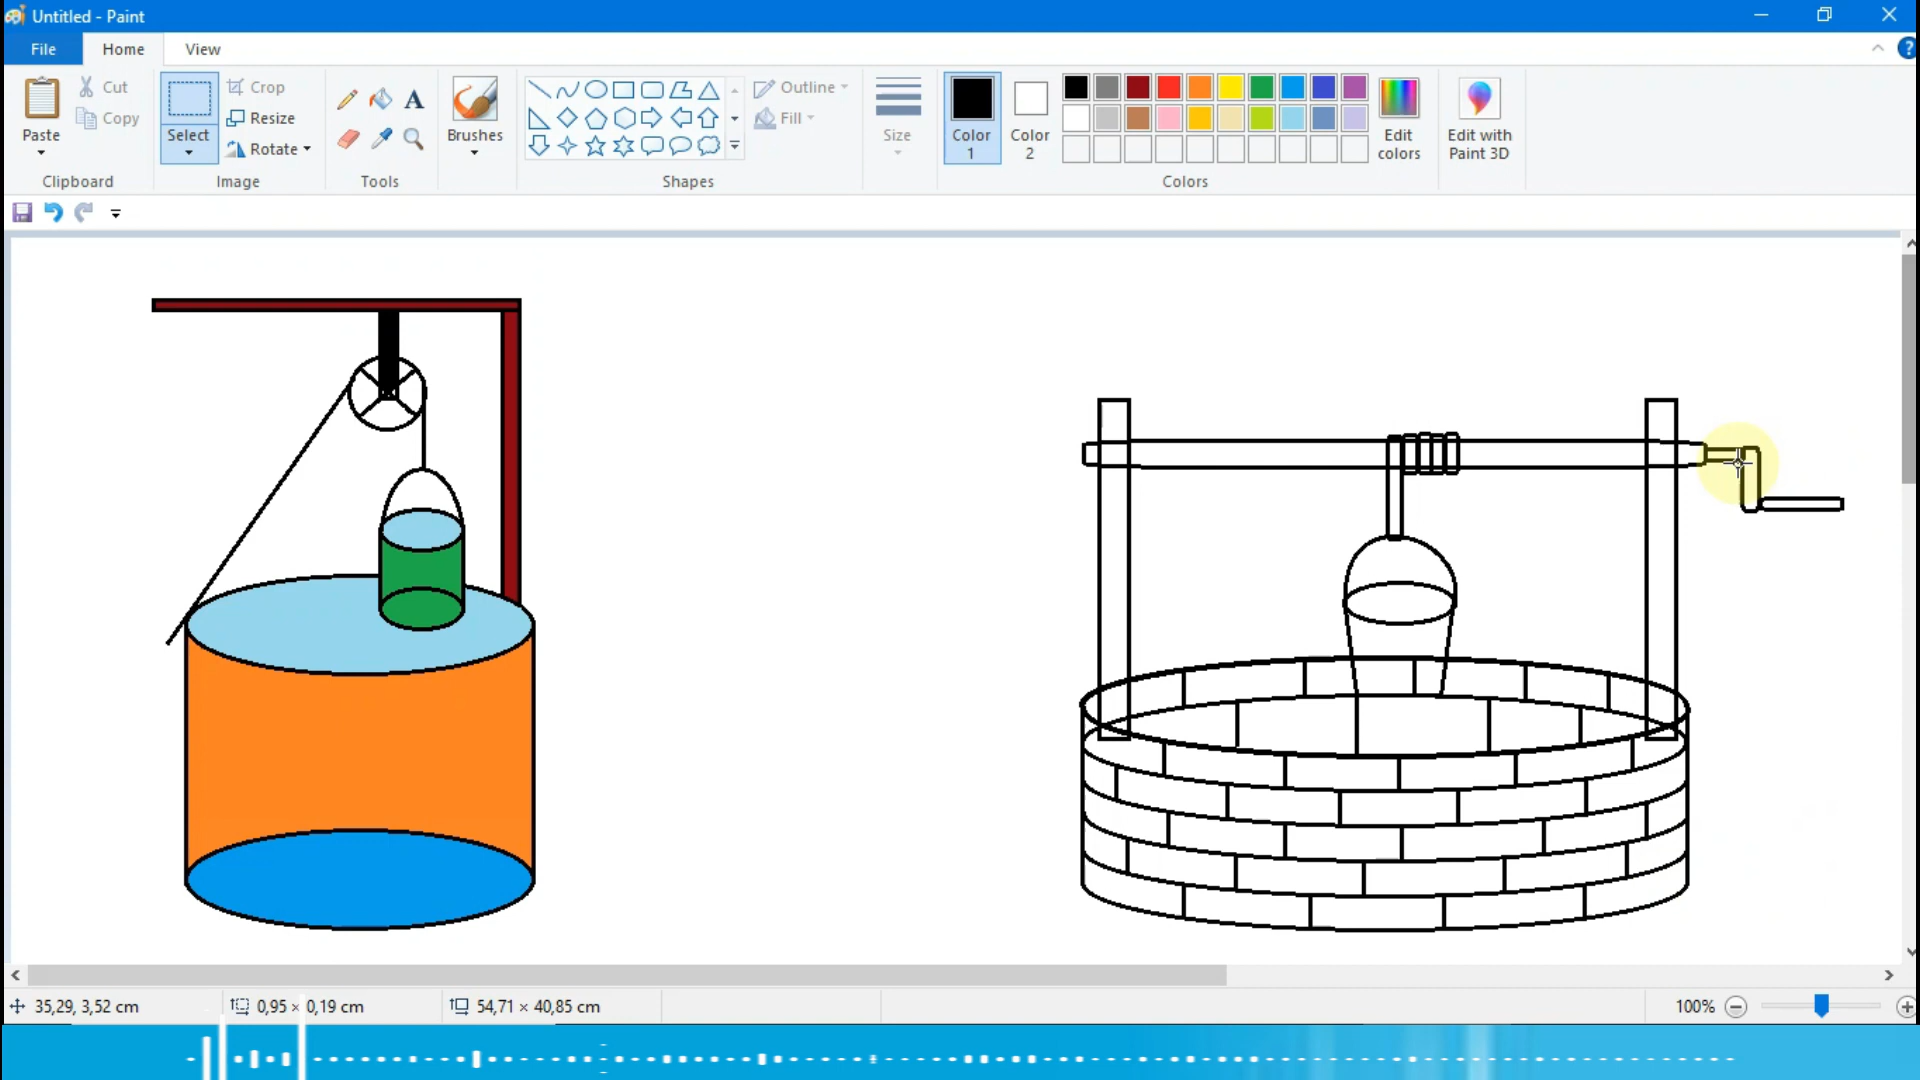 Untitled - Paint
File Home View
Paste Cut Copy Select Crop Resize Rotate A Brushes Outline Fill Size Color 1 Color 2 Edit colors Edit with Paint 3D ?
Clipboard Image Tools Shapes Colors
35,29, 3,52 cm 0,95 × 0,19 cm 54,71 × 40,85 cm 100%